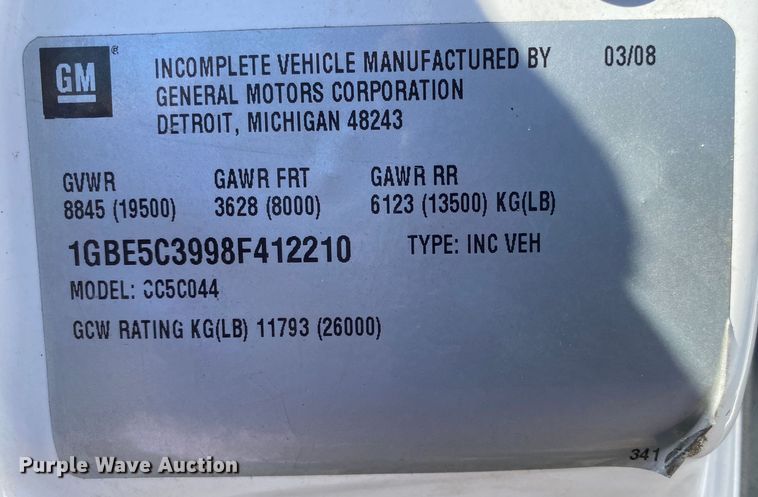 GM®
INCOMPLETE VEHICLE MANUFACTURED BY 03/08
GENERAL MOTORS CORPORATION
DETROIT, MICHIGAN 48243
GVWR GAWR FRT GAWR RR
8845 (19500) 3628 (8000) 6123 (13500) KG(LB)
1GBE5C3998F412210 TYPE: INC VEH
MODEL: CC5C044
GCW RATING KG(LB) 11793 (26000)
341
Purple Wave Auction